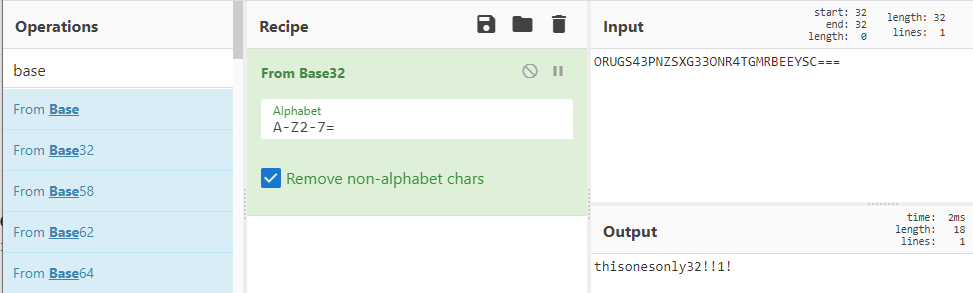 Operations
base
From Base
From Base32
From Base58
From Base62
From Base64
Recipe
From Base32
Alphabet
A-Z2-7=
Remove non-alphabet chars
Input
start: 32
end: 32
length: 0
length: 32
lines: 1
ORUGS43PNZSXG33ONR4TGMRBEEYSC===
Output
time: 2ms
length: 18
lines: 1
thisonesonly32!!1!